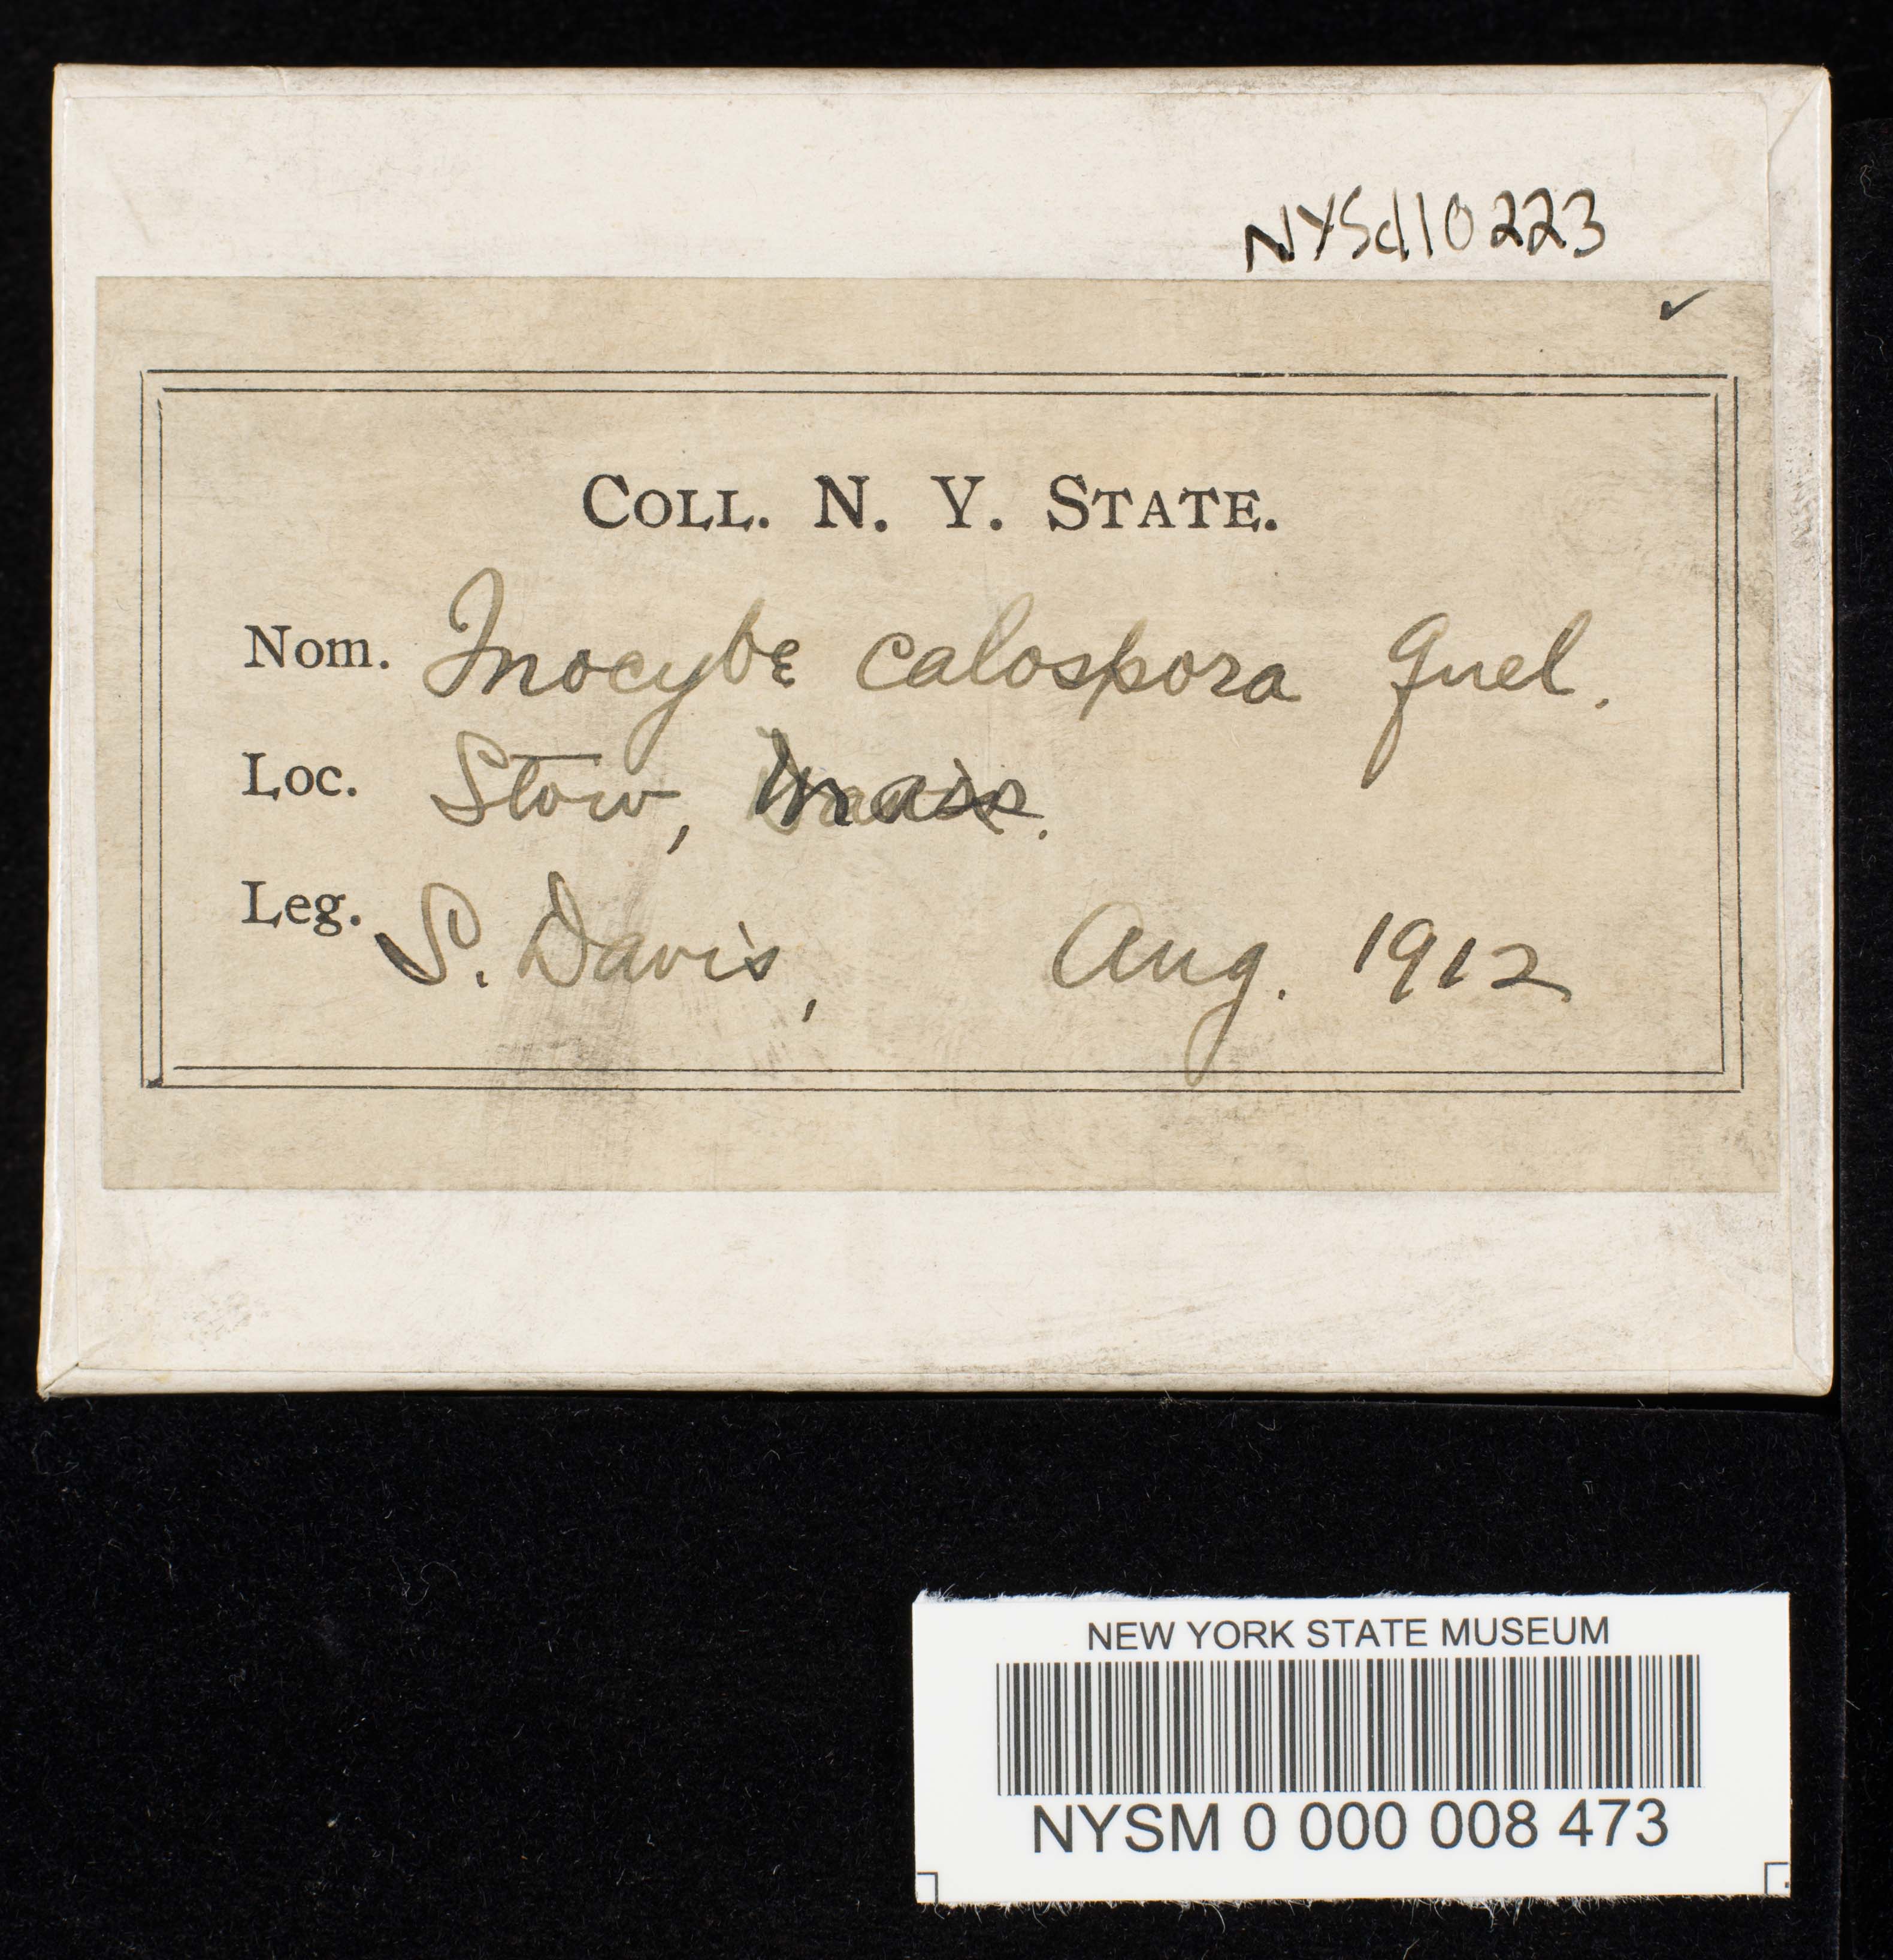 NYSd10223
✓
COLL. N. Y. STATE.
Nom. Inocybe calospora Quel.
Loc. Stow, Mass.
Leg. S. Davis, Aug. 1912
NEW YORK STATE MUSEUM
NYSM 0 000 008 473